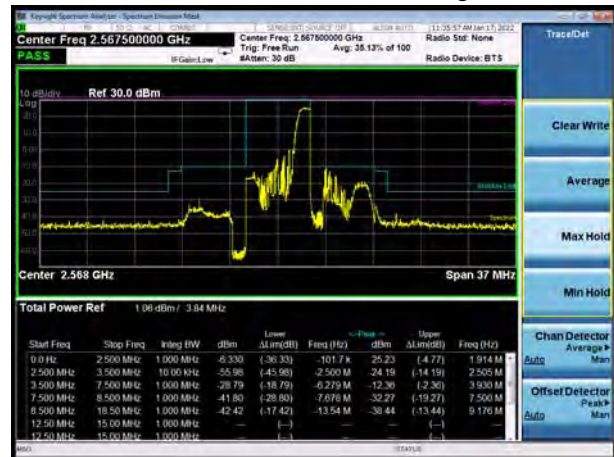 Keysight Spectrum Analyzer - Spectrum Emission Mask
RF 50 Ω AC SENSE:INT SOURCE OFF ALIGN AUTO 11:35:57 AM Jan 17, 2022
Center Freq 2.567500000 GHz
Center Freq: 2.567500000 GHz
Radio Std: None
Trace/Det
Trig: Free Run Avg: 35.13% of 100
PASS
IFGain:Low #Atten: 30 dB
Radio Device: BTS
10 dB/div Ref 30.0 dBm
Log
Clear Write
Average
Max Hold
Center 2.568 GHz Span 37 MHz
Min Hold
Total Power Ref 1.06 dBm / 3.84 MHz
Lower <-Peak-> Upper
Start Freq Stop Freq Integ BW dBm ΔLim(dB) Freq (Hz) dBm ΔLim(dB) Freq (Hz)
0.0 Hz 2.500 MHz 1.000 MHz -6.330 (-36.33) -101.7 k 25.23 (-4.77) 1.914 M
2.500 MHz 3.500 MHz 10.00 kHz -55.98 (-45.98) -2.500 M -24.19 (-14.19) 2.505 M
3.500 MHz 7.500 MHz 1.000 MHz -28.79 (-18.79) -6.279 M -12.36 (-2.36) 3.930 M
7.500 MHz 8.500 MHz 1.000 MHz -41.80 (-28.80) -7.676 M -32.27 (-19.27) 7.500 M
8.500 MHz 18.50 MHz 1.000 MHz -42.42 (-17.42) -13.54 M -38.44 (-13.44) 9.176 M
12.50 MHz 15.00 MHz 1.000 MHz --- (---) --- --- (---) ---
12.50 MHz 15.00 MHz 1.000 MHz --- (---) --- --- (---) ---
Chan Detector
Average
Auto Man
Offset Detector
Peak
Auto Man
MSG STATUS